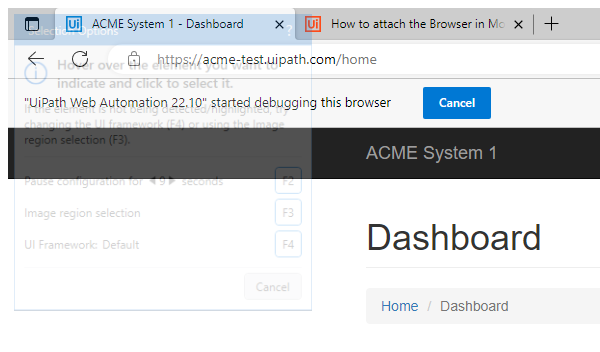 Ui ACME System 1 - Dashboard
Ui How to attach the Browser in Mo
Selection Options ?
https://acme-test.uipath.com/home
Hover over the element you want to
indicate and click to select it.
"UiPath Web Automation 22.10" started debugging this browser
Cancel
If the element is not being detected/highlighted, try
changing the UI framework (F4) or using the Image
region selection (F3).
ACME System 1
Pause configuration for 9 seconds F2
Image region selection F3
UI Framework: Default F4
Cancel
Dashboard
Home / Dashboard